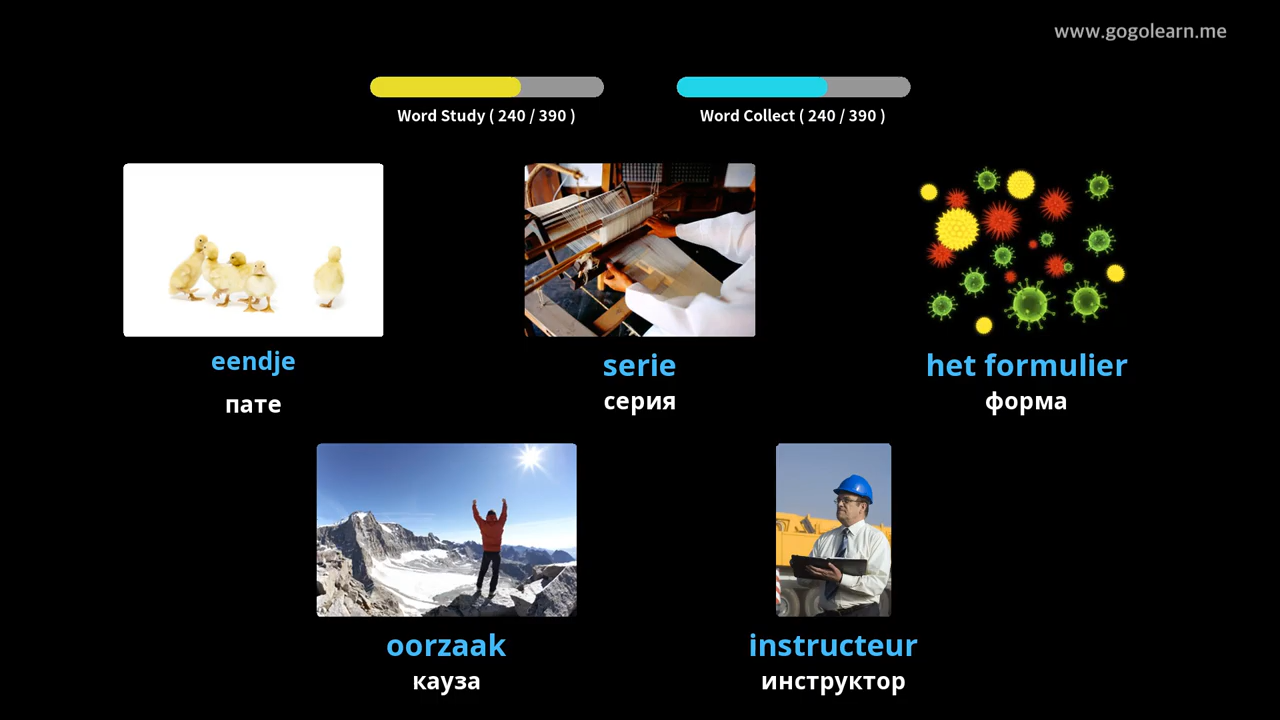 www.gogolearn.me
Word Study ( 240 / 390 )
Word Collect ( 240 / 390 )
eendje
пате
serie
серия
het formulier
форма
oorzaak
кауза
instructeur
инструктор